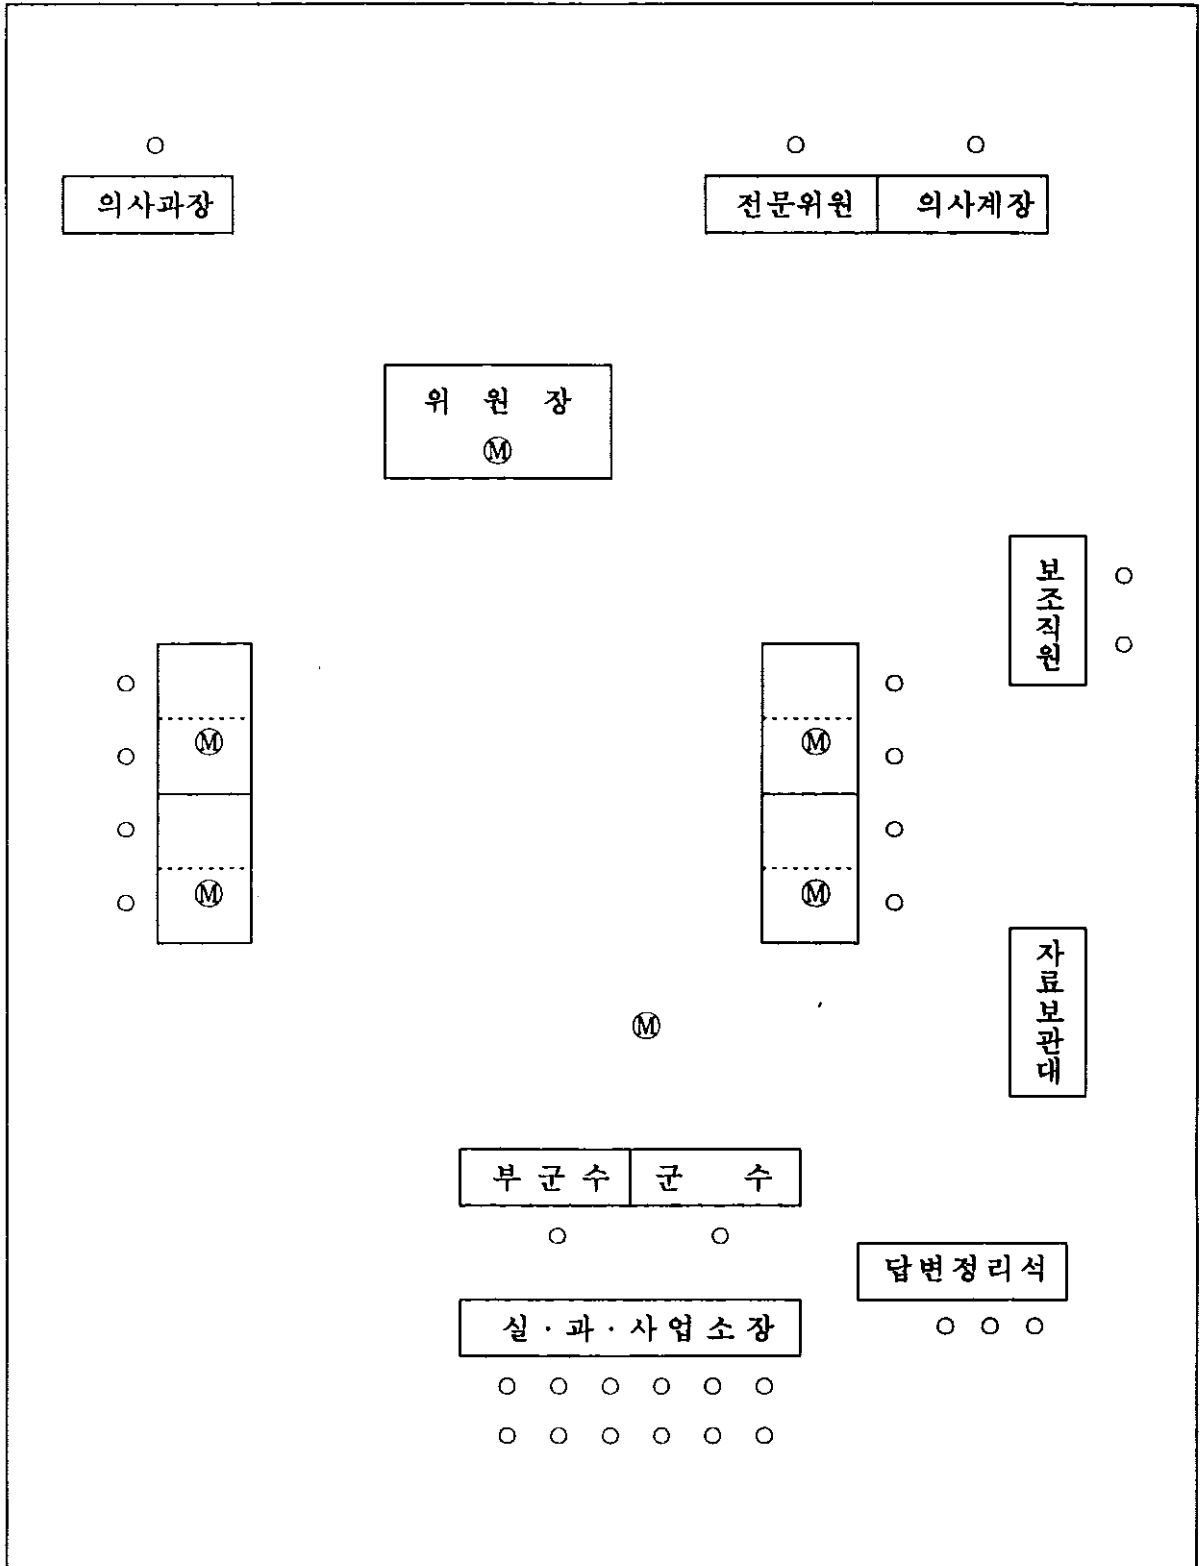 의사과장
전문위원 의사계장
위 원 장
Ⓜ
보조직원
Ⓜ Ⓜ
Ⓜ Ⓜ
자료보관대
Ⓜ
부군수 군 수
답변정리석
실·과·사업소장